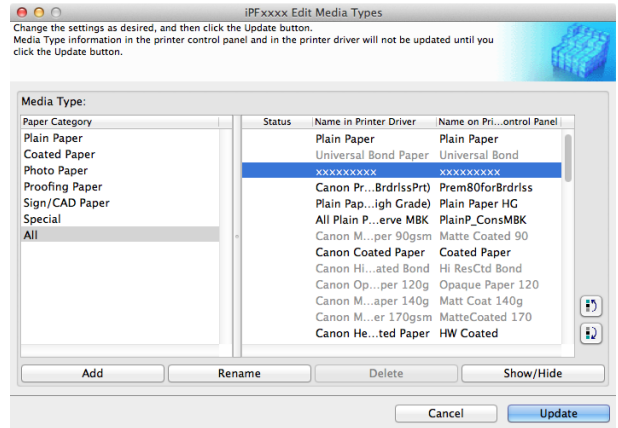 iPFxxxx Edit Media Types
Change the settings as desired, and then click the Update button.
Media Type information in the printer control panel and in the printer driver will not be updated until you
click the Update button.
Media Type:
Paper Category
Plain Paper
Coated Paper
Photo Paper
Proofing Paper
Sign/CAD Paper
Special
All
Status Name in Printer Driver Name on Pri...ontrol Panel
Plain Paper Plain Paper
Universal Bond Paper Universal Bond
xxxxxxxxx xxxxxxxxx
Canon Pr...BrdrlssPrt) Prem80forBrdrlss
Plain Pap...igh Grade) Plain Paper HG
All Plain P...erve MBK PlainP_ConsMBK
Canon M...per 90gsm Matte Coated 90
Canon Coated Paper Coated Paper
Canon Hi...ated Bond Hi ResCtd Bond
Canon Op...per 120g Opaque Paper 120
Canon M...aper 140g Matt Coat 140g
Canon M...er 170gsm MatteCoated 170
Canon He...ted Paper HW Coated
Add Rename Delete Show/Hide
Cancel Update